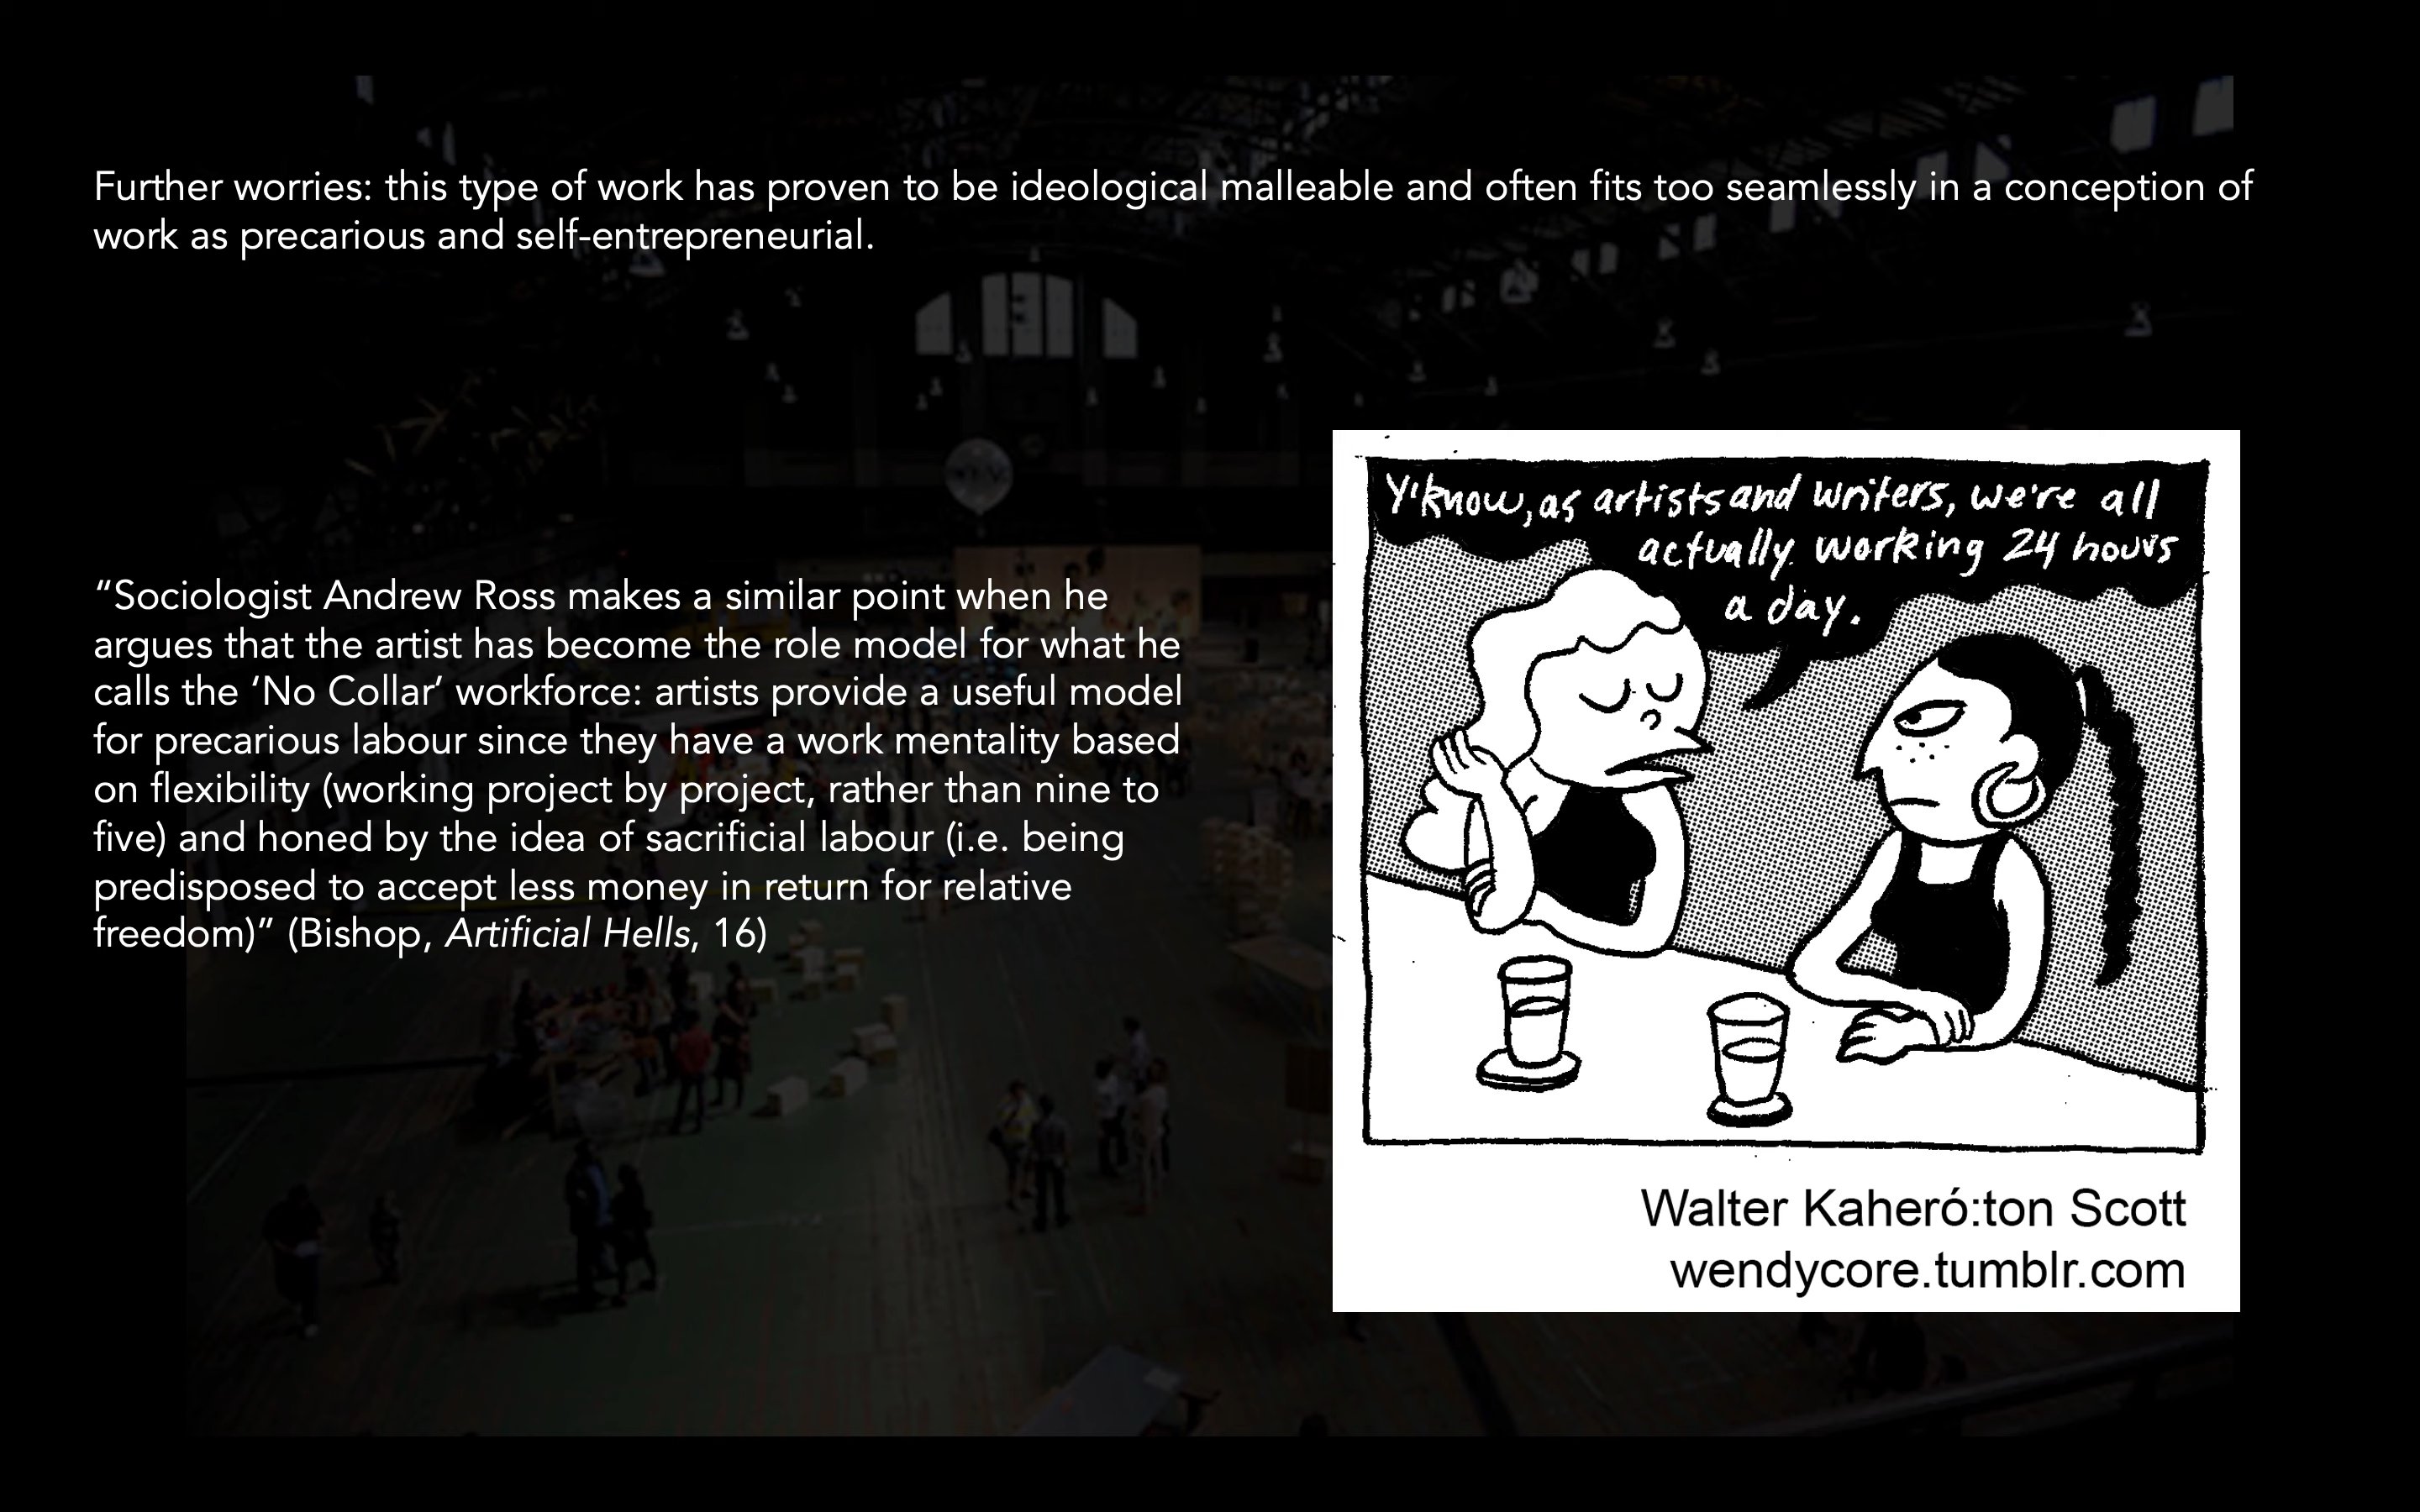 Further worries: this type of work has proven to be ideological malleable and often fits too seamlessly in a conception of
work as precarious and self-entrepreneurial.
“Sociologist Andrew Ross makes a similar point when he
argues that the artist has become the role model for what he
calls the ‘No Collar’ workforce: artists provide a useful model
for precarious labour since they have a work mentality based
on flexibility (working project by project, rather than nine to
five) and honed by the idea of sacrificial labour (i.e. being
predisposed to accept less money in return for relative
freedom)” (Bishop, Artificial Hells, 16)
Y'know, as artists and writers, we're all
actually working 24 hours
a day.
Walter Kaheró:ton Scott
wendycore.tumblr.com